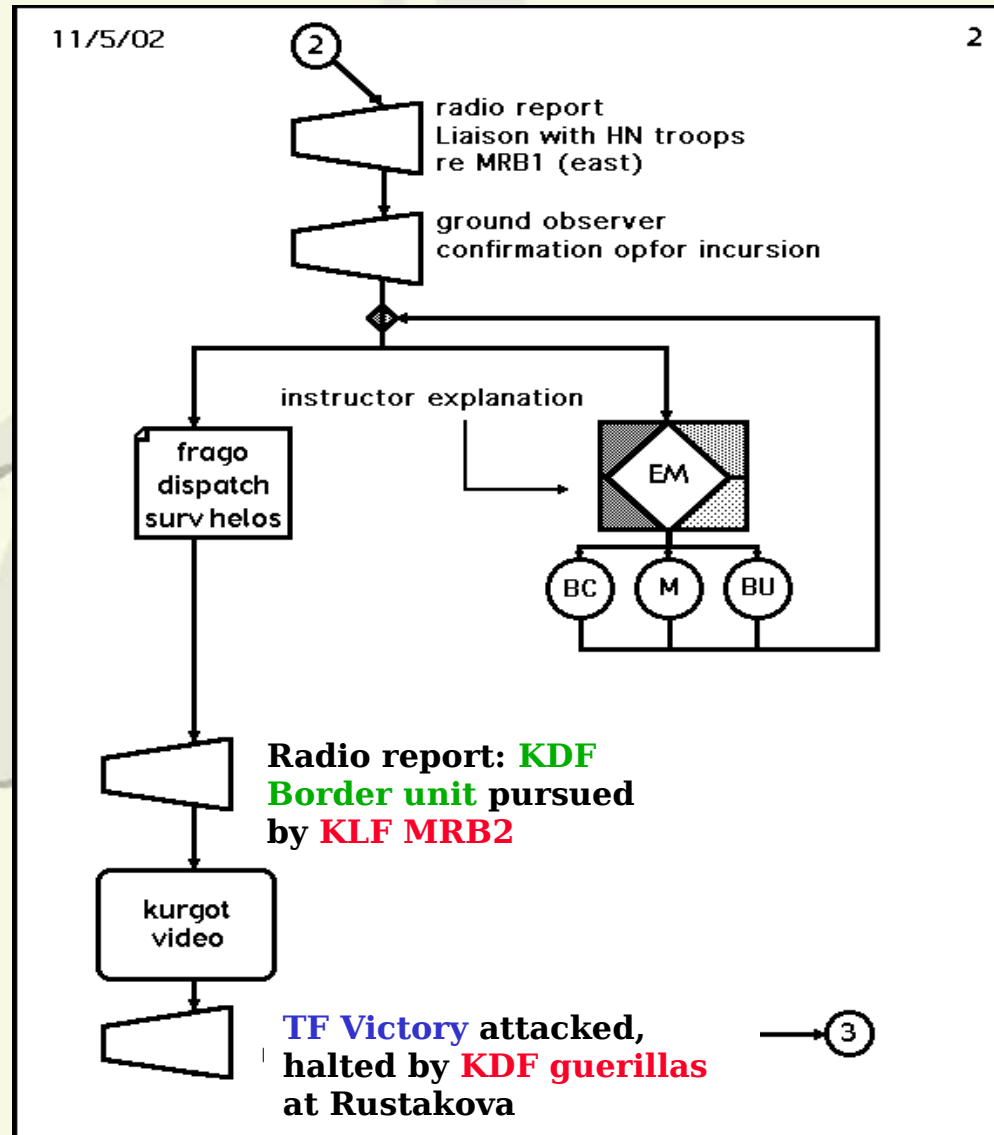 11/5/02
2
2
radio report
Liaison with HN troops
re MRB1 (east)
ground observer
confirmation opfor incursion
instructor explanation
frago
dispatch
surv helos
EM
BC
M
BU
Radio report: KDF
Border unit pursued
by KLF MRB2
kurgot
video
TF Victory attacked,
halted by KDF guerillas
at Rustakova
3